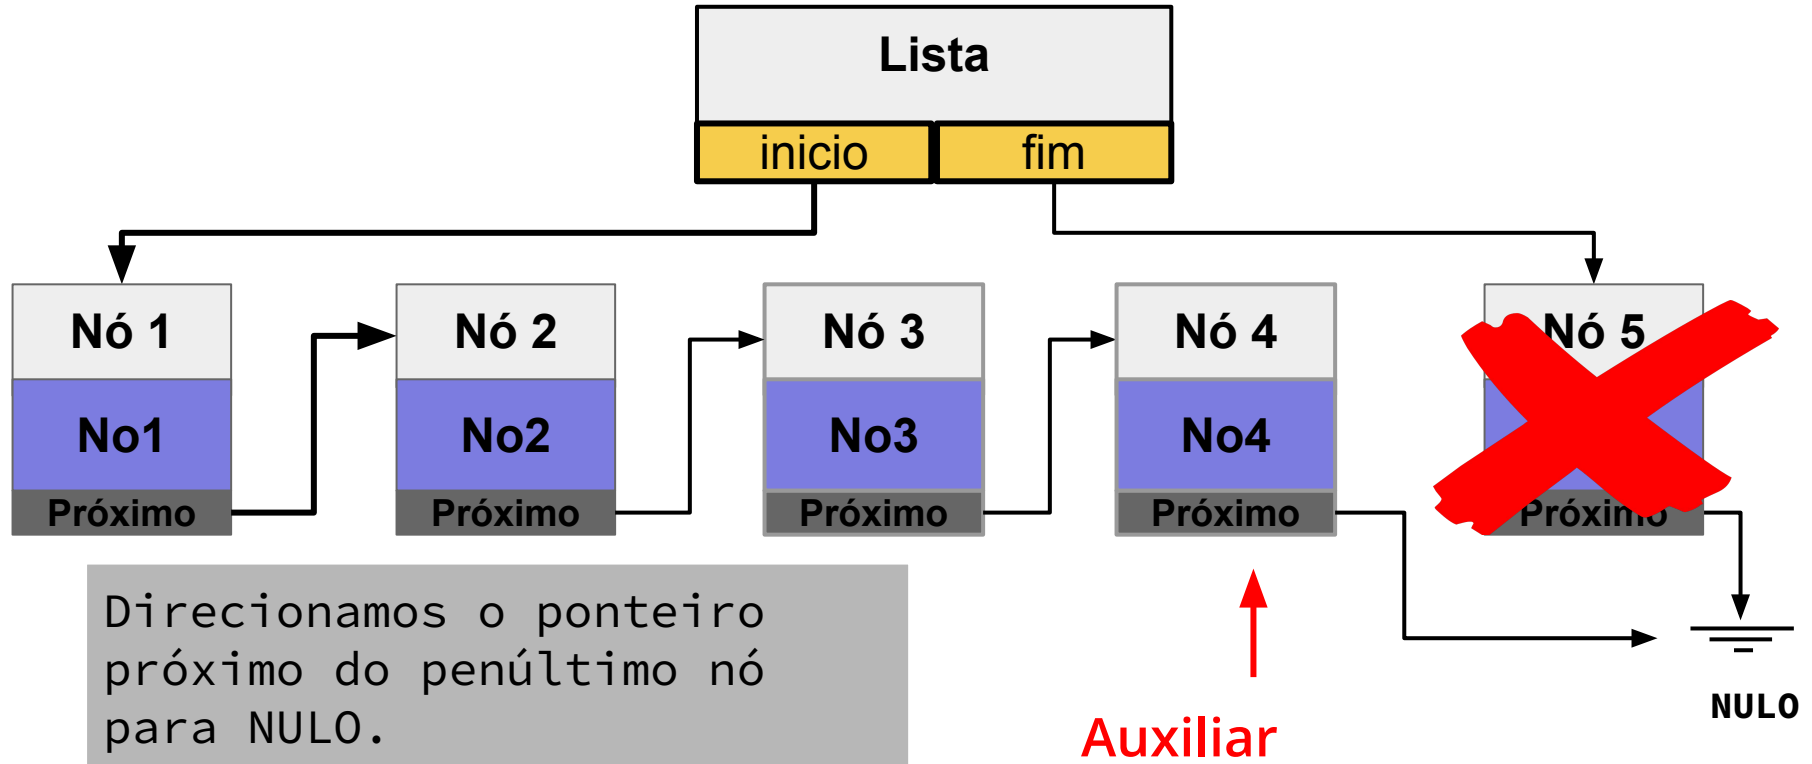 Lista
inicio fim
Nó 1 Nó 2 Nó 3 Nó 4 Nó 5
No1 No2 No3 No4
Próximo Próximo Próximo Próximo Próximo
Direcionamos o ponteiro
próximo do penúltimo nó
para NULO.
Auxiliar
NULO